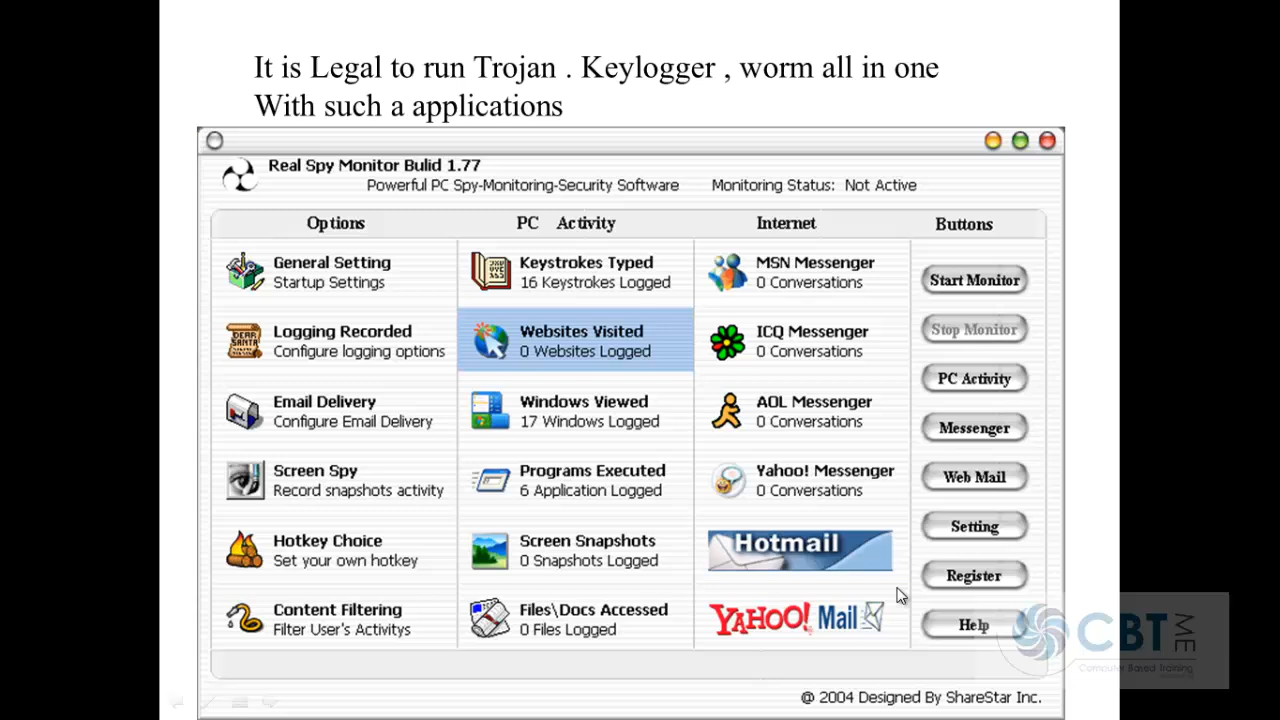 It is Legal to run Trojan . Keylogger , worm all in one
With such a applications
Real Spy Monitor Bulid 1.77
Powerful PC Spy-Monitoring-Security Software
Monitoring Status: Not Active
Options
PC Activity
Internet
Buttons
General Setting
Startup Settings
Keystrokes Typed
16 Keystrokes Logged
MSN Messenger
0 Conversations
Start Monitor
Logging Recorded
Configure logging options
Websites Visited
0 Websites Logged
ICQ Messenger
0 Conversations
Stop Monitor
PC Activity
Email Delivery
Configure Email Delivery
Windows Viewed
17 Windows Logged
AOL Messenger
0 Conversations
Messenger
Screen Spy
Record snapshots activity
Programs Executed
6 Application Logged
Yahoo! Messenger
0 Conversations
Web Mail
Hotkey Choice
Set your own hotkey
Screen Snapshots
0 Snapshots Logged
Hotmail
Setting
Register
Content Filtering
Filter User's Activitys
Files\Docs Accessed
0 Files Logged
YAHOO! Mail
Help
CBT ME
Computer Based Training
@ 2004 Designed By ShareStar Inc.